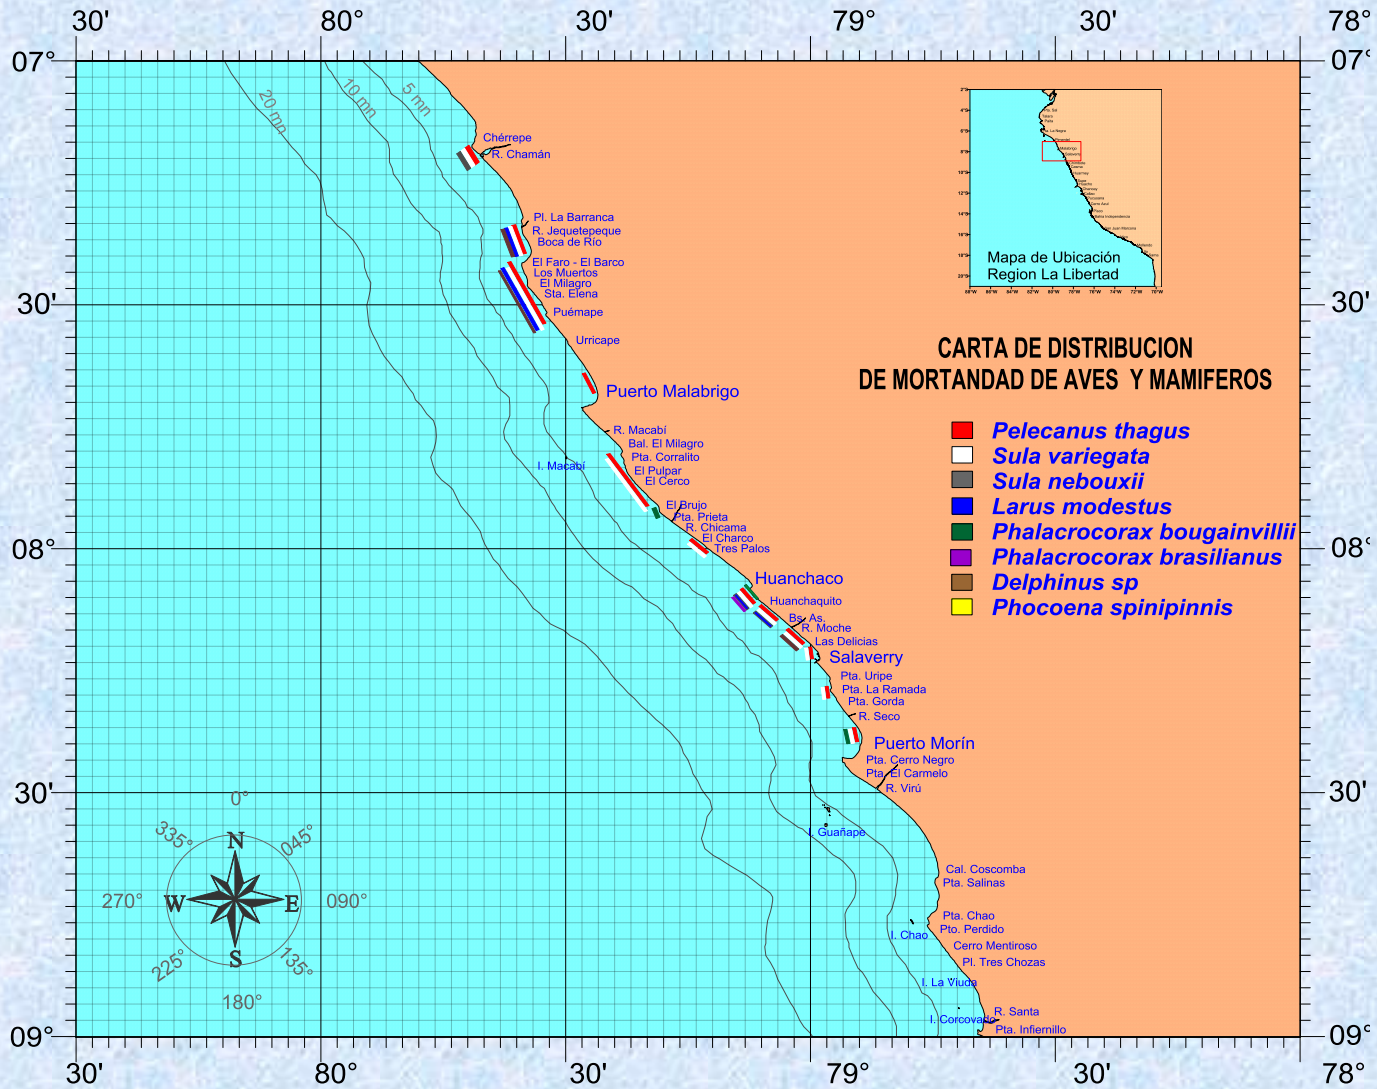 30'
80°
30'
79°
30'
78°
07°
07°
20 mn
10 mn
5 mn
Chérrepe
R. Chamán
Pl. La Barranca
R. Jequetepeque
Boca de Río
El Faro - El Barco
Los Muertos
El Milagro
Sta. Elena
Puémape
Urricape
30'
30'
Mapa de Ubicación
Region La Libertad
CARTA DE DISTRIBUCION
DE MORTANDAD DE AVES Y MAMIFEROS
Puerto Malabrigo
R. Macabí
Bal. El Milagro
Pta. Corralito
I. Macabí
El Pulpar
El Cerco
El Brujo
Pta. Prieta
R. Chicama
El Charco
Tres Palos
Pelecanus thagus
Sula variegata
Sula nebouxii
Larus modestus
Phalacrocorax bougainvillii
Phalacrocorax brasilianus
Delphinus sp
Phocoena spinipinnis
08°
08°
Huanchaco
Huanchaquito
Bs. As.
R. Moche
Las Delicias
Salaverry
Pta. Uripe
Pta. La Ramada
Pta. Gorda
R. Seco
Puerto Morín
Pta. Cerro Negro
Pta. El Carmelo
R. Virú
30'
30'
I. Guañape
Cal. Coscomba
Pta. Salinas
Pta. Chao
Pto. Perdido
I. Chao
Cerro Mentiroso
Pl. Tres Chozas
I. La Viuda
R. Santa
I. Corcovado
Pta. Infiernillo
0°
335°
045°
N
270°
W
E
090°
S
225°
135°
180°
09°
09°
30'
80°
30'
79°
30'
78°